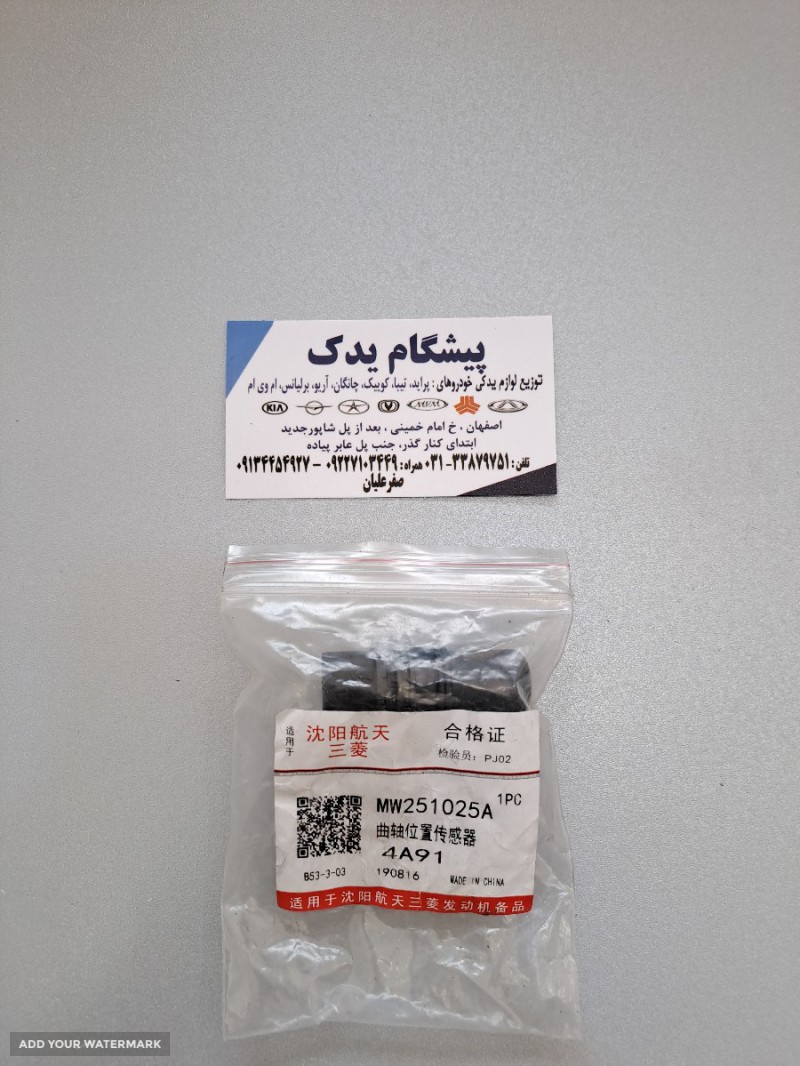 پیشگام یدک
توزیع لوازم یدکی خودروهای : پراید، تیبا، کوییک، چانگان، آریو، برلیانس، ام وی ام
KIA
MVM
اصفهان ، خ امام خمینی ، بعد از پل شاپورجدید
ابتدای کنار گذر، جنب پل عابر پیاده
تلفن : ۳۳۸۷۹۷۵۱-۰۳۱ همراه : ۰۹۲۲۷۱۰۳۴۴۹ – ۰۹۱۳۴۴۵۴۹۲۷
صفرعلیان
适用于 沈阳航天三菱 合格证
检验员: PJ02
MW251025A 1PC
曲轴位置传感器
4A91
B53-3-03 190816 MADE IN CHINA
适用于沈阳航天三菱发动机备品
ADD YOUR WATERMARK